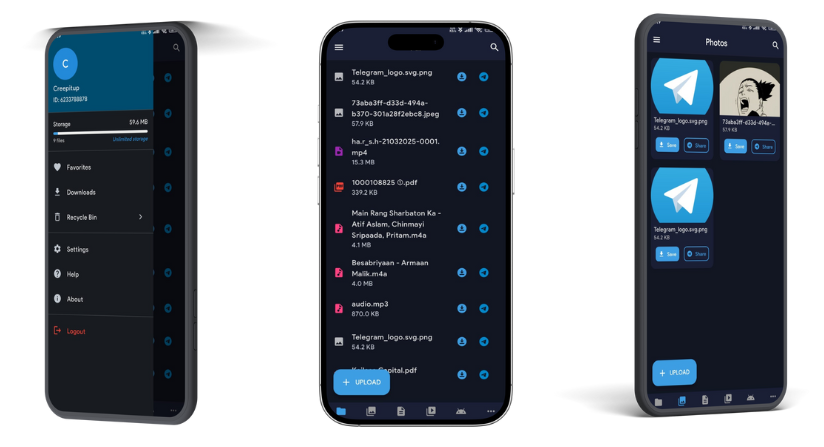 C
Creepitup
ID: 6233788878
Storage
59.6 MB
9 files
Unlimited storage
Favorites
Downloads
Recycle Bin
Settings
Help
About
Logout
Telegram_logo.svg.png
54.2 KB
73aba3ff-d33d-494a-
b370-301a28f2ebc8.jpeg
57.9 KB
ha.r_s.h-21032025-0001.
mp4
15.3 MB
1000108825 ①.pdf
339.2 KB
Main Rang Sharbaton Ka -
Atif Aslam, Chinmayi
Sripaada, Pritam.m4a
4.1 MB
Besabriyaan - Armaan
Malik.m4a
4.0 MB
audio.mp3
870.0 KB
Telegram_logo.svg.png
54.2 KB
Capital.pdf
+ UPLOAD
Photos
Telegram_logo.svg.png
54.2 KB
Save
Share
73aba3ff-d33d-494a-...
57.9 KB
Save
Share
Telegram_logo.svg.png
54.2 KB
Save
Share
+ UPLOAD